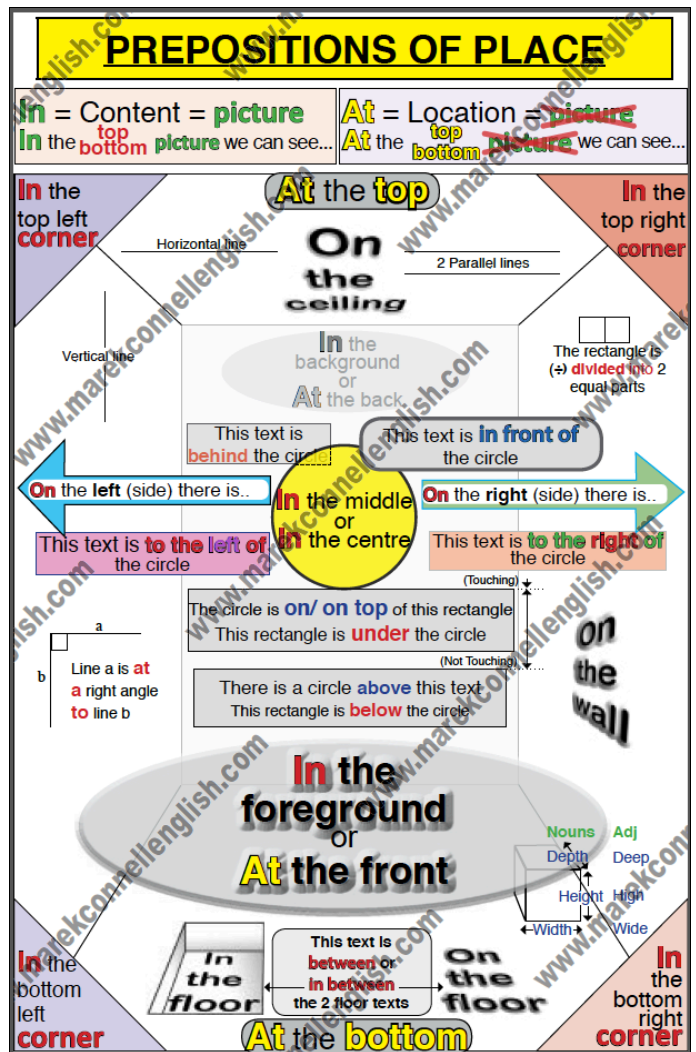 PREPOSITIONS OF PLACE
In = Content = picture
In the top bottom picture we can see...
At = Location = picture
At the top bottom picture we can see...
In the
top left
corner
At the top
In the
top right
corner
Horizontal line
On
the
ceiling
2 Parallel lines
Vertical line
In the
background
or
At the back
The rectangle is
(÷) divided into 2
equal parts
This text is
behind the circle
This text is in front of
the circle
On the left (side) there is..
In the middle
or
In the centre
On the right (side) there is..
This text is to the left of
the circle
This text is to the right of
the circle
(Touching)
The circle is on/ on top of this rectangle
This rectangle is under the circle
(Not Touching)
a
b
Line a is at
a right angle
to line b
On
the
wall
There is a circle above this text
This rectangle is below the circle
In the
foreground
or
At the front
Nouns Adj
Depth Deep
Height High
Width Wide
In the
bottom
left
corner
In
the
floor
This text is
between or
in between
the 2 floor texts
On
the
floor
In
the
bottom
right
corner
At the bottom
www.marekconnellenglish.com